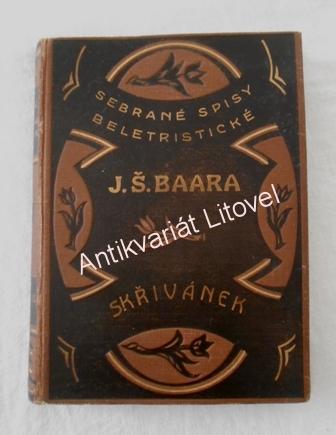 SEBRANÉ SPISY
BELETRISTICKÉ
J.Š.BAARA
Antikvariát Litovel
SKŘIVÁNEK